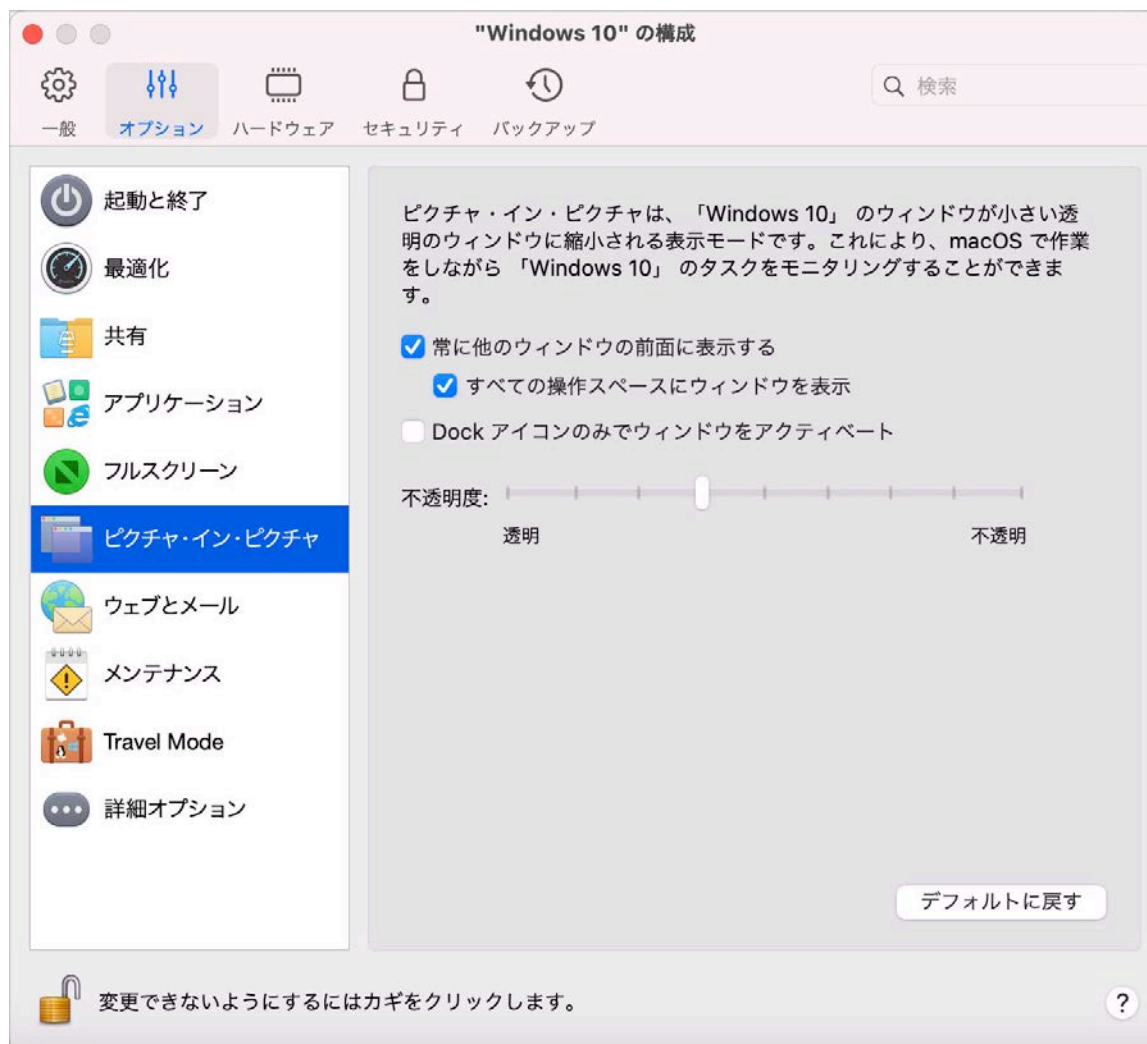 "Windows 10" の構成
一般
オプション
ハードウェア
セキュリティ
バックアップ
検索
起動と終了
最適化
共有
アプリケーション
フルスクリーン
ピクチャ・イン・ピクチャ
ウェブとメール
メンテナンス
Travel Mode
詳細オプション
ピクチャ・イン・ピクチャは、「Windows 10」 のウィンドウが小さい透
明のウィンドウに縮小される表示モードです。これにより、macOS で作業
をしながら 「Windows 10」 のタスクをモニタリングすることができま
す。
常に他のウィンドウの前面に表示する
すべての操作スペースにウィンドウを表示
Dock アイコンのみでウィンドウをアクティベート
不透明度:
透明
不透明
デフォルトに戻す
変更できないようにするにはカギをクリックします。
?